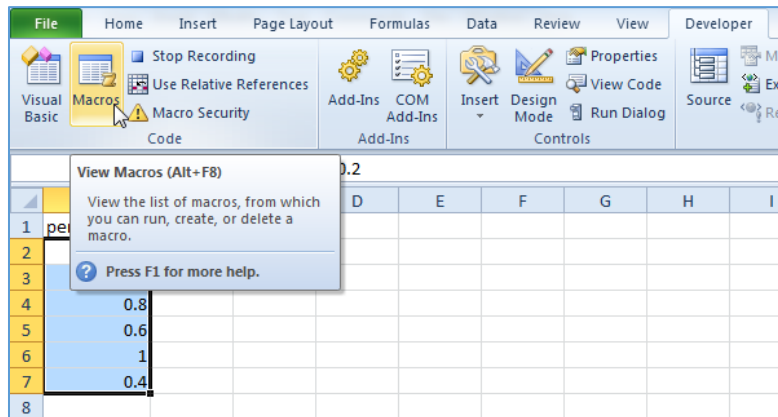 File Home Insert Page Layout Formulas Data Review View Developer
Stop Recording
Use Relative References
Macro Security
Visual Basic
Macros
Code
Add-Ins
COM Add-Ins
Add-Ins
Insert
Design Mode
Properties
View Code
Run Dialog
Controls
Source
M
Ex
Re
0.2
View Macros (Alt+F8)
View the list of macros, from which
you can run, create, or delete a
macro.
Press F1 for more help.
D E F G H I
1 per
2
3
4 0.8
5 0.6
6 1
7 0.4
8